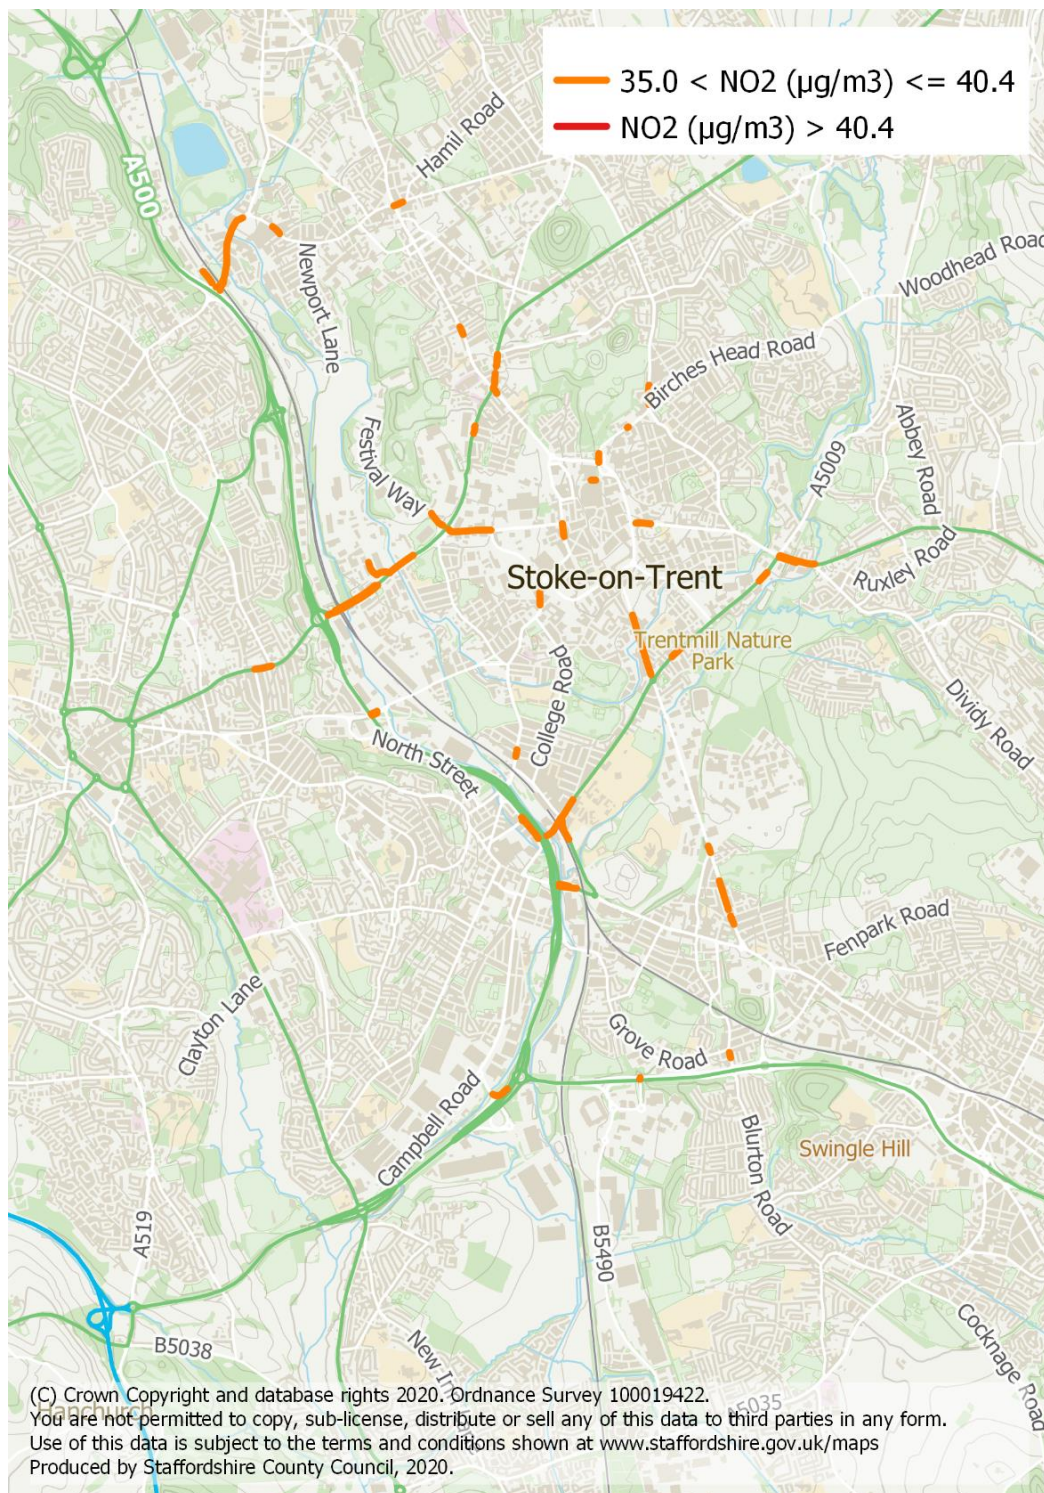 35.0 < NO2 (µg/m3) <= 40.4
NO2 (µg/m3) > 40.4
Hamil Road
A500
Newport Lane
Woodhead Road
Birches Head Road
Abbey Road
A5009
Festival Way
Ruxley Road
Stoke-on-Trent
Trentmill Nature
Park
College Road
Dividy Road
North Street
Fenpark Road
Clayton Lane
Grove Road
Campbell Road
Blurton Road
Swingle Hill
A519
B5490
B5038
Cocknage Road
A5035
Hanchurch
(C) Crown Copyright and database rights 2020. Ordnance Survey 100019422.
You are not permitted to copy, sub-license, distribute or sell any of this data to third parties in any form.
Use of this data is subject to the terms and conditions shown at www.staffordshire.gov.uk/maps
Produced by Staffordshire County Council, 2020.